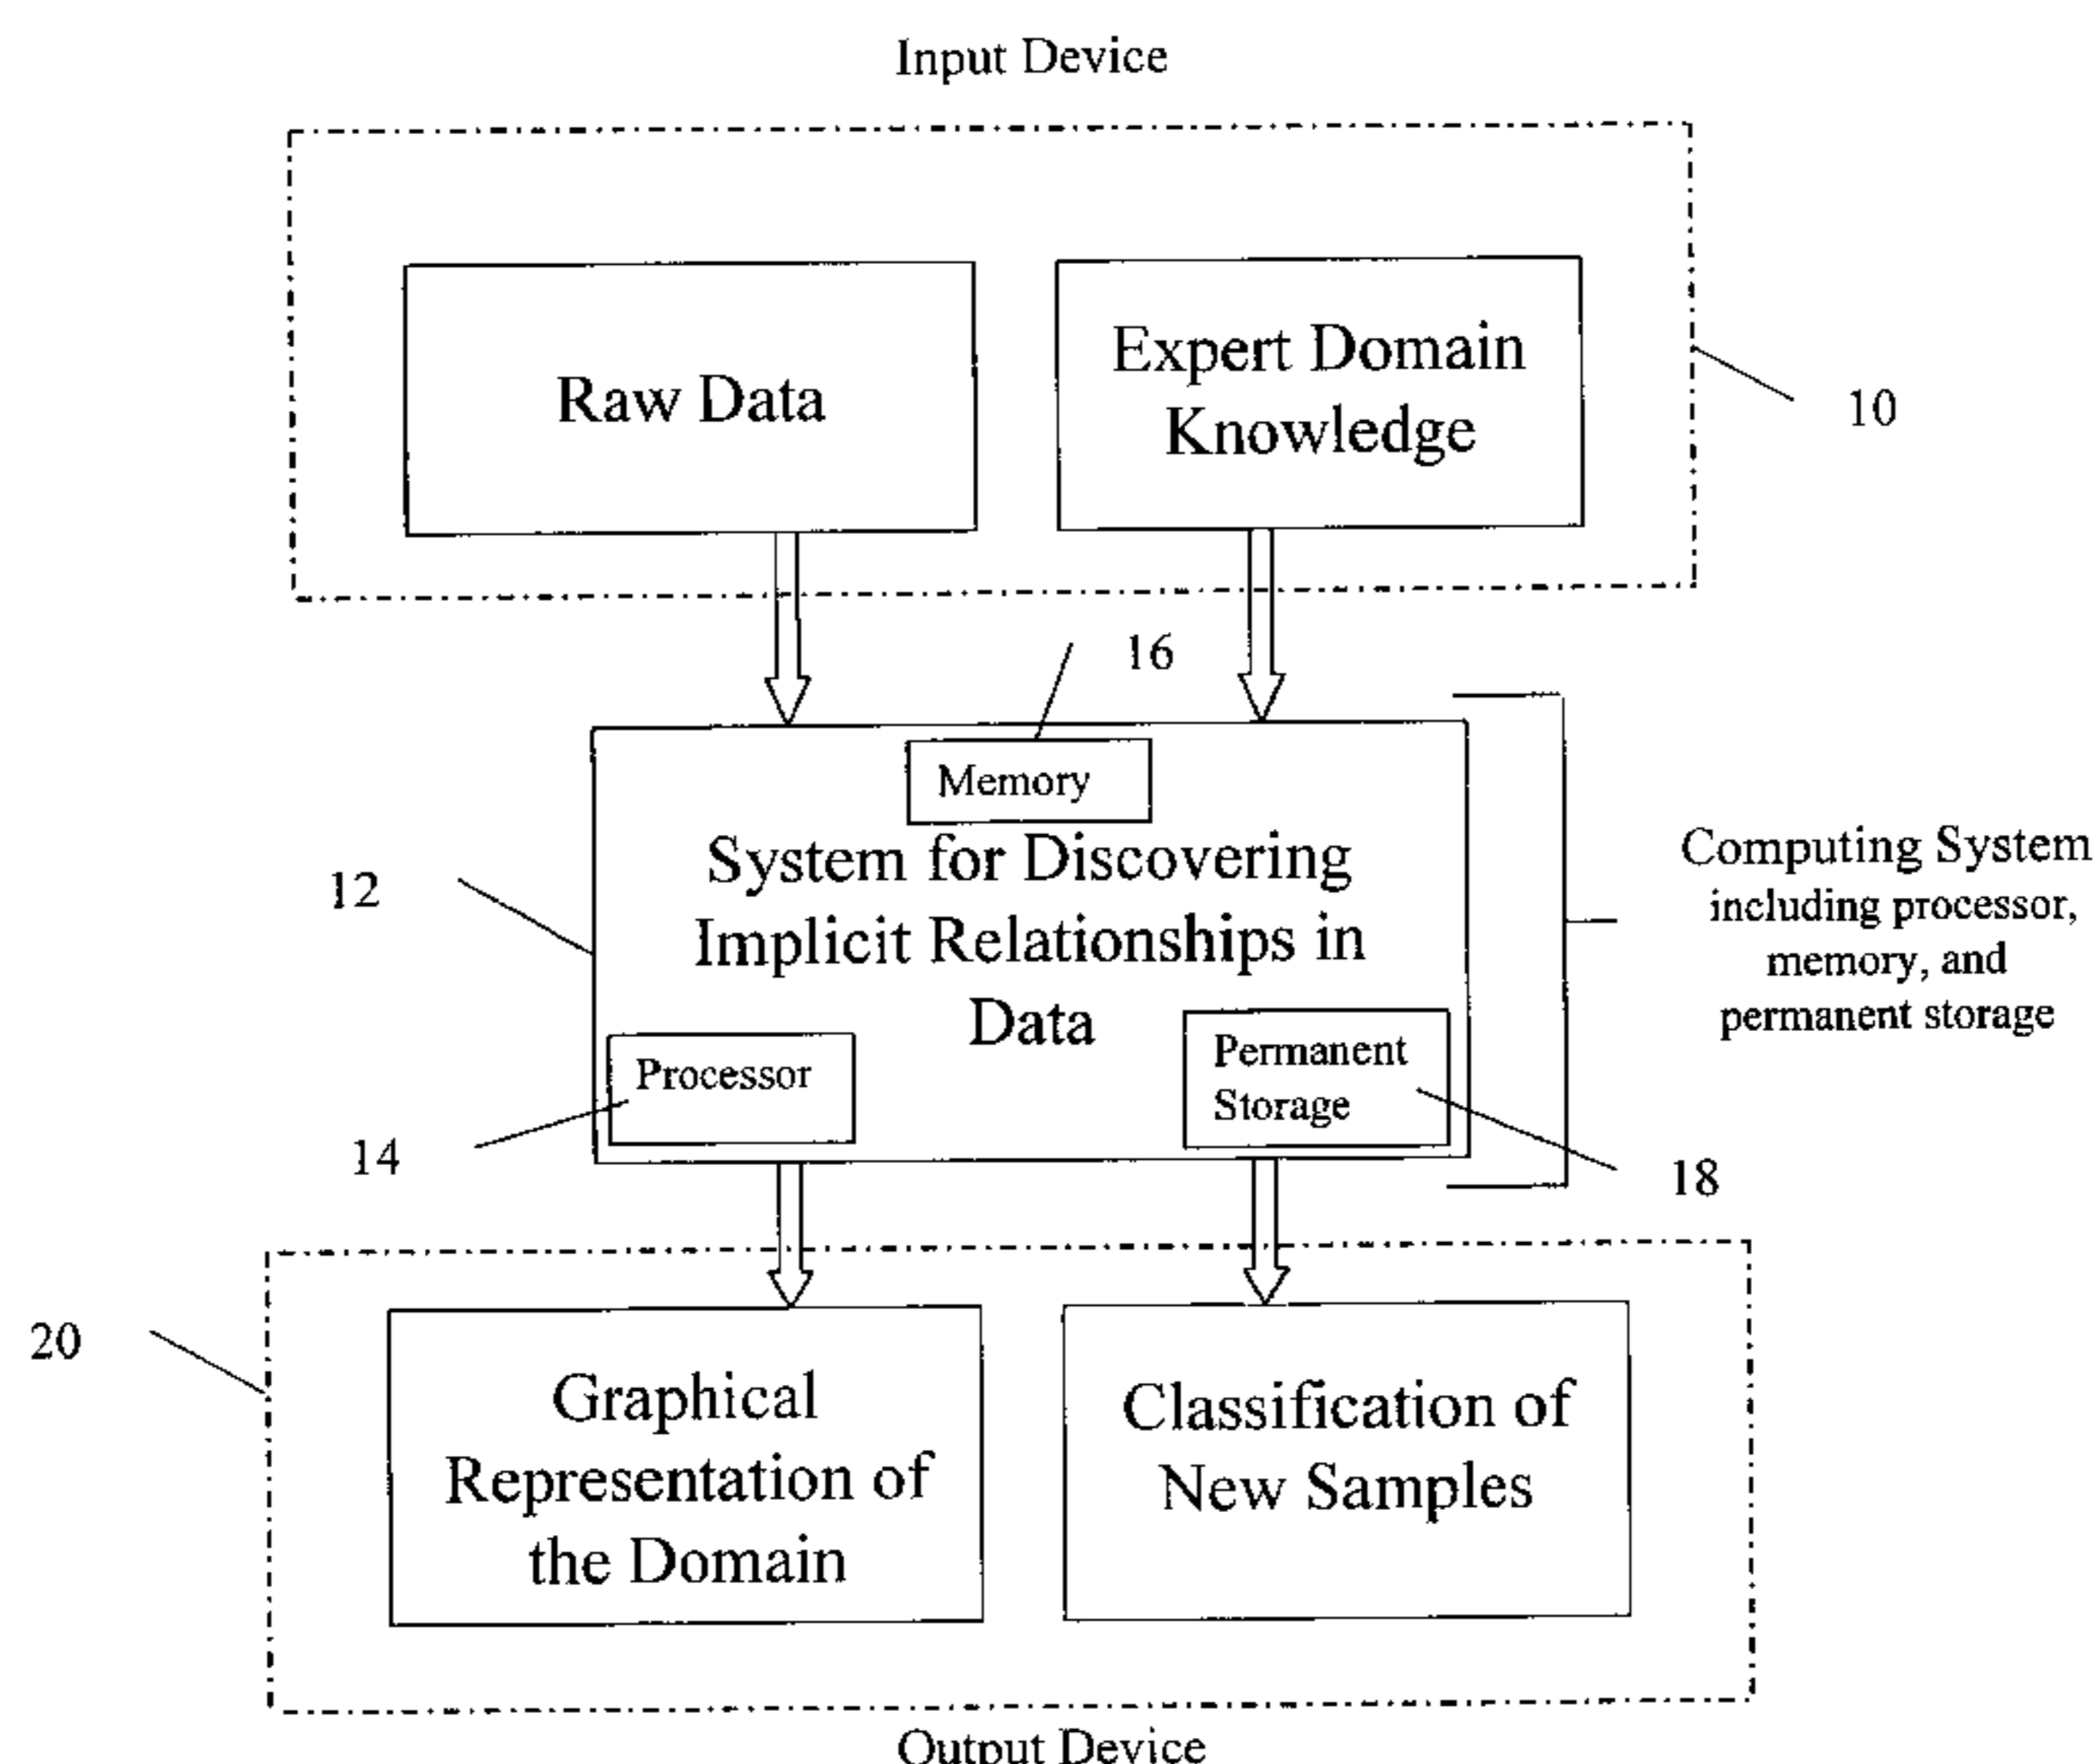 Input Device
Raw Data
Expert Domain
Knowledge
10
16
Memory
System for Discovering
Implicit Relationships in
Data
12
Computing System
including processor,
memory, and
permanent storage
Processor
Permanent
Storage
14
18
20
Graphical
Representation of
the Domain
Classification of
New Samples
Output Device